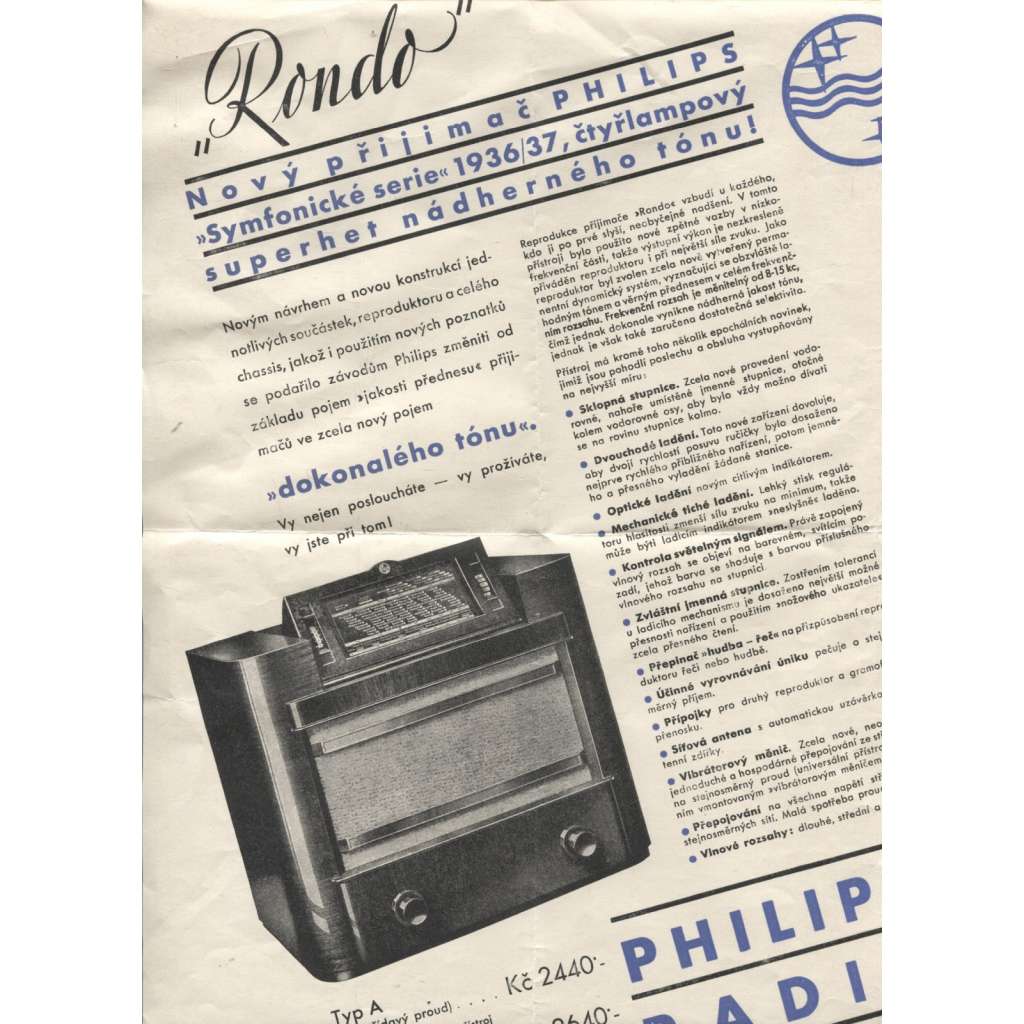 „Rondo"
Nový přijimač PHILIPS
»Symfonické serie« 1936/37, čtyřlampový
superhet nádherného tónu!
Novým návrhem a novou konstrukcí jed-
notlivých součástek, reproduktoru a celého
chassis, jakož i použitím nových poznatků
se podařilo závodům Philips změniti od
základu pojem »jakosti přednesu« přiji-
mačů ve zcela nový pojem
»dokonalého tónu«.
Vy nejen posloucháte — vy prožíváte,
vy jste při tom!
Reprodukce přijimače »Rondo« vzbudí u každého,
kdo ji po prvé slyší, neobyčejné nadšení. V tomto
přístroji bylo použito nové zpětné vazby v nízko-
frekvenční části, takže výstupní výkon je nezkresleně
přiváděn reproduktoru i při největší síle zvuku. Jako
reproduktor byl zvolen zcela nově vytvořený perma-
nentní dynamický systém, vyznačující se obzvláště la-
hodným tónem a věrným přednesem v celém frekvenč-
ním rozsahu. Frekvenční rozsah je měnitelný od 8-15 kc,
čímž jednak dokonale vynikne nádherná jakost tónu,
jednak je však také zaručena dostatečná selektivita.
Přístroj má kromě toho několik epochálních novinek,
jimiž jsou pohodlí poslechu a obsluha vystupňovány
na nejvyšší míru:
● Sklopná stupnice. Zcela nové provedení vodo-
rovné, nahoře umístěné jmenné stupnice, otočné
kolem vodorovné osy, aby bylo vždy možno dívati
se na rovinu stupnice kolmo.
● Dvouchodé ladění. Toto nové zařízení dovoluje,
aby dvojí rychlostí posuvu ručičky bylo dosaženo
nejprve rychlého přibližného nařízení, potom jemné-
ho a přesného vyladění žádané stanice.
● Optické ladění novým citlivým indikátorem.
● Mechanické tiché ladění. Lehký stisk regulá-
toru hlasitosti zmenší sílu zvuku na minimum, takže
může býti ladicím indikátorem »neslyšně« laděno.
● Kontrola světelným signálem. Právě zapojený
vlnový rozsah se objeví na barevném, svítícím po-
zadí, jehož barva se shoduje s barvou příslušného
vlnového rozsahu na stupnici.
● Zvláštní jmenná stupnice. Zostřením tolerancí
u ladicího mechanismu je dosažena největší možné
přesnosti nařízení a použitím »nožového ukazatele
zcela přesného čtení.
● Přepinač »hudba – řeč« na přizpůsobení repr
duktoru řeči nebo hudbě.
● Účinné vyrovnávání úniku pečuje o stej
měrný příjem.
● Přípojky pro druhý reproduktor a gramof
přenosku.
● Síťová antena s automatickou uzávěrko
tenní zdířky.
● Vibrátorový měnič. Zcela nové, neo
jednoduché a hospodárné přepojování ze stř
na stejnosměrný proud (universální přístro
ním vmontovaným »vibrátorovým měničem
● Přepojování na všechna napětí stř
stejnosměrných sítí. Malá spotřeba prou
● Vlnové rozsahy: dlouhé, střední a
Typ A
(střídavý proud) . . . . Kč 2440·-
2640·-
PHILIP
RADI